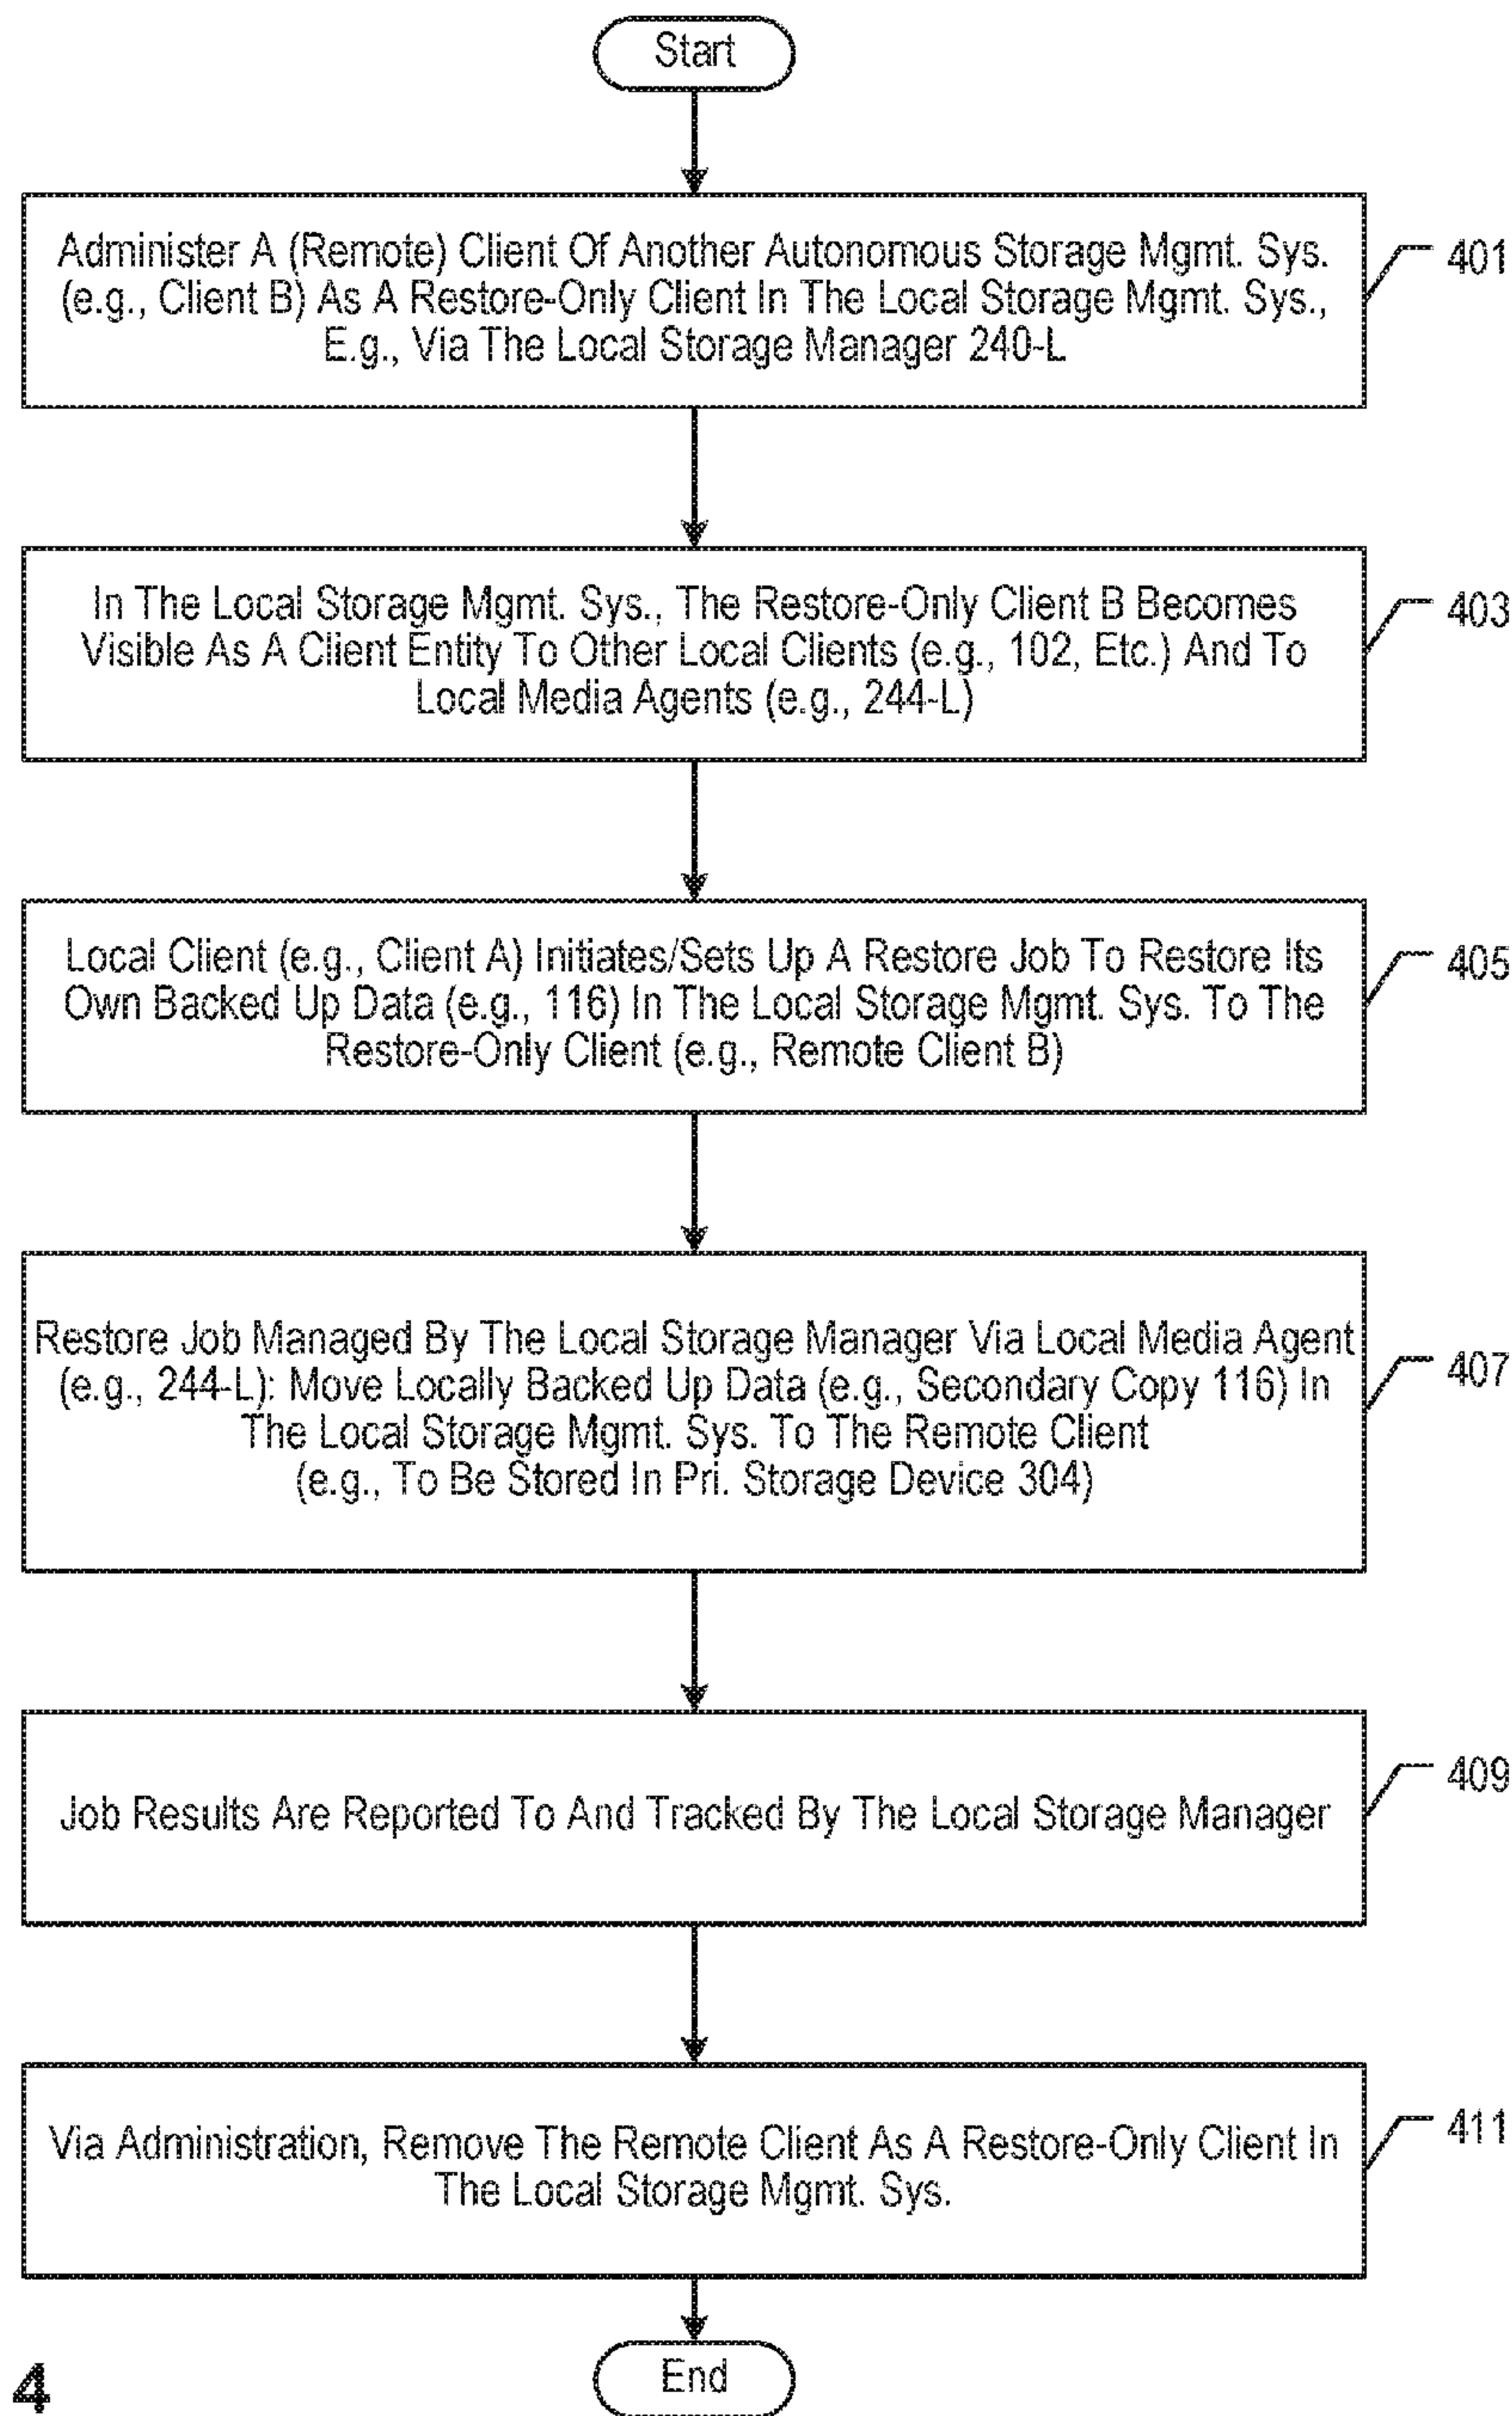 Start
Administer A (Remote) Client Of Another Autonomous Storage Mgmt. Sys.
(e.g., Client B) As A Restore-Only Client In The Local Storage Mgmt. Sys.,
E.g., Via The Local Storage Manager 240-L
401
In The Local Storage Mgmt. Sys., The Restore-Only Client B Becomes
Visible As A Client Entity To Other Local Clients (e.g., 102, Etc.) And To
Local Media Agents (e.g., 244-L)
403
Local Client (e.g., Client A) Initiates/Sets Up A Restore Job To Restore Its
Own Backed Up Data (e.g., 116) In The Local Storage Mgmt. Sys. To The
Restore-Only Client (e.g., Remote Client B)
405
Restore Job Managed By The Local Storage Manager Via Local Media Agent
(e.g., 244-L): Move Locally Backed Up Data (e.g., Secondary Copy 116) In
The Local Storage Mgmt. Sys. To The Remote Client
(e.g., To Be Stored In Pri. Storage Device 304)
407
Job Results Are Reported To And Tracked By The Local Storage Manager
409
Via Administration, Remove The Remote Client As A Restore-Only Client In
The Local Storage Mgmt. Sys.
411
End
4